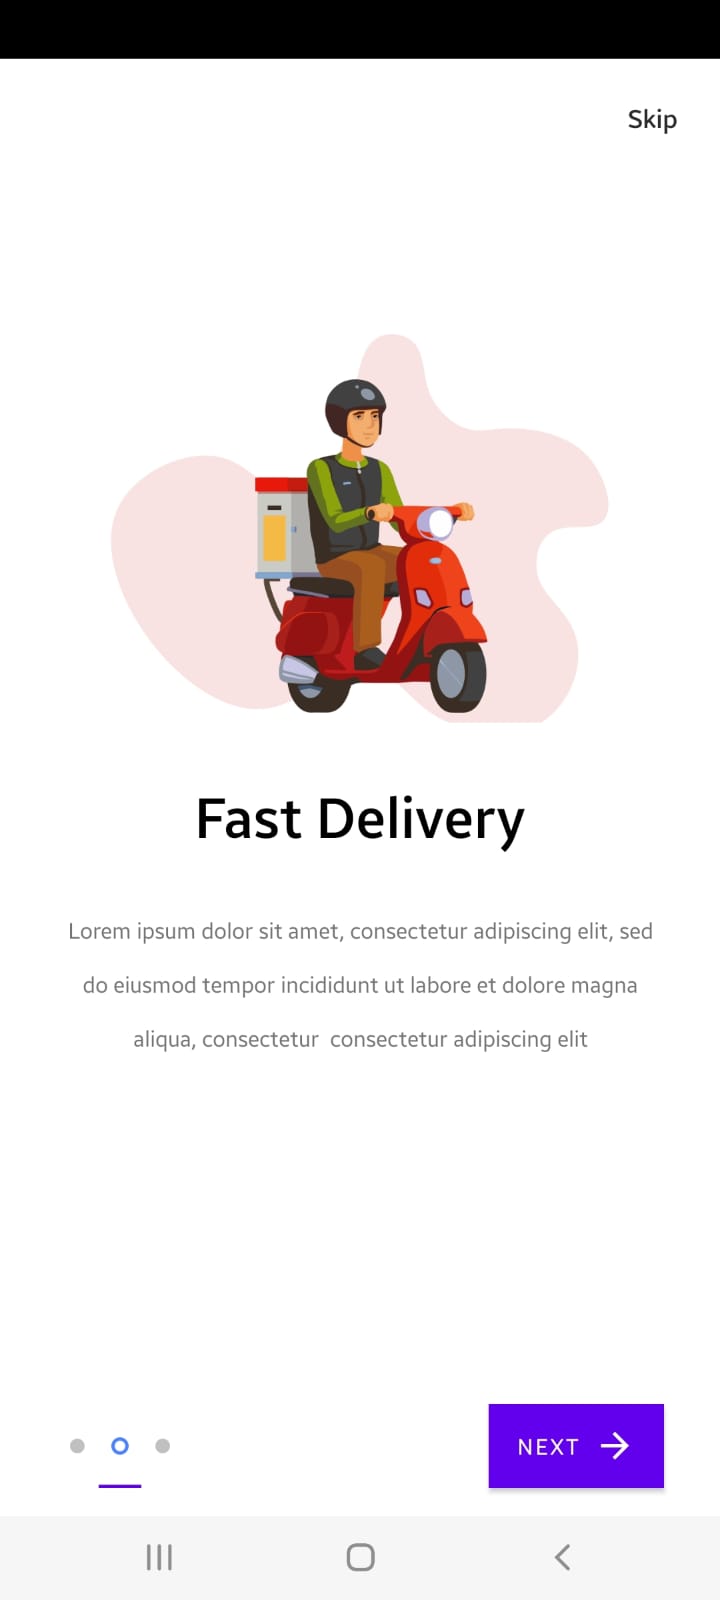 Skip
Fast Delivery
Lorem ipsum dolor sit amet, consectetur adipiscing elit, sed
do eiusmod tempor incididunt ut labore et dolore magna
aliqua, consectetur  consectetur adipiscing elit
NEXT